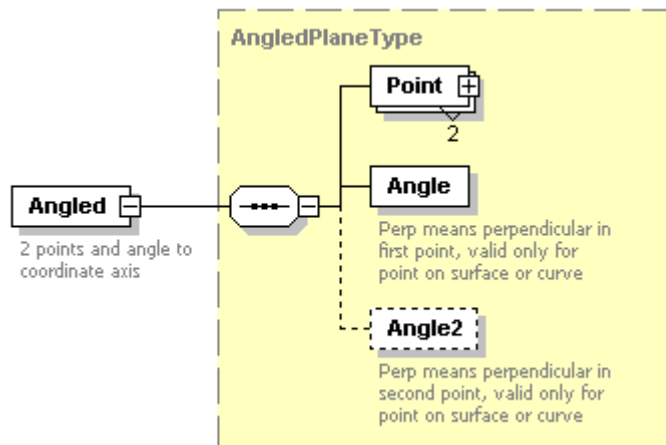 AngledPlaneType
Point
2
Angled
2 points and angle to
coordinate axis
Angle
Perp means perpendicular in
first point, valid only for
point on surface or curve
Angle2
Perp means perpendicular in
second point, valid only for
point on surface or curve